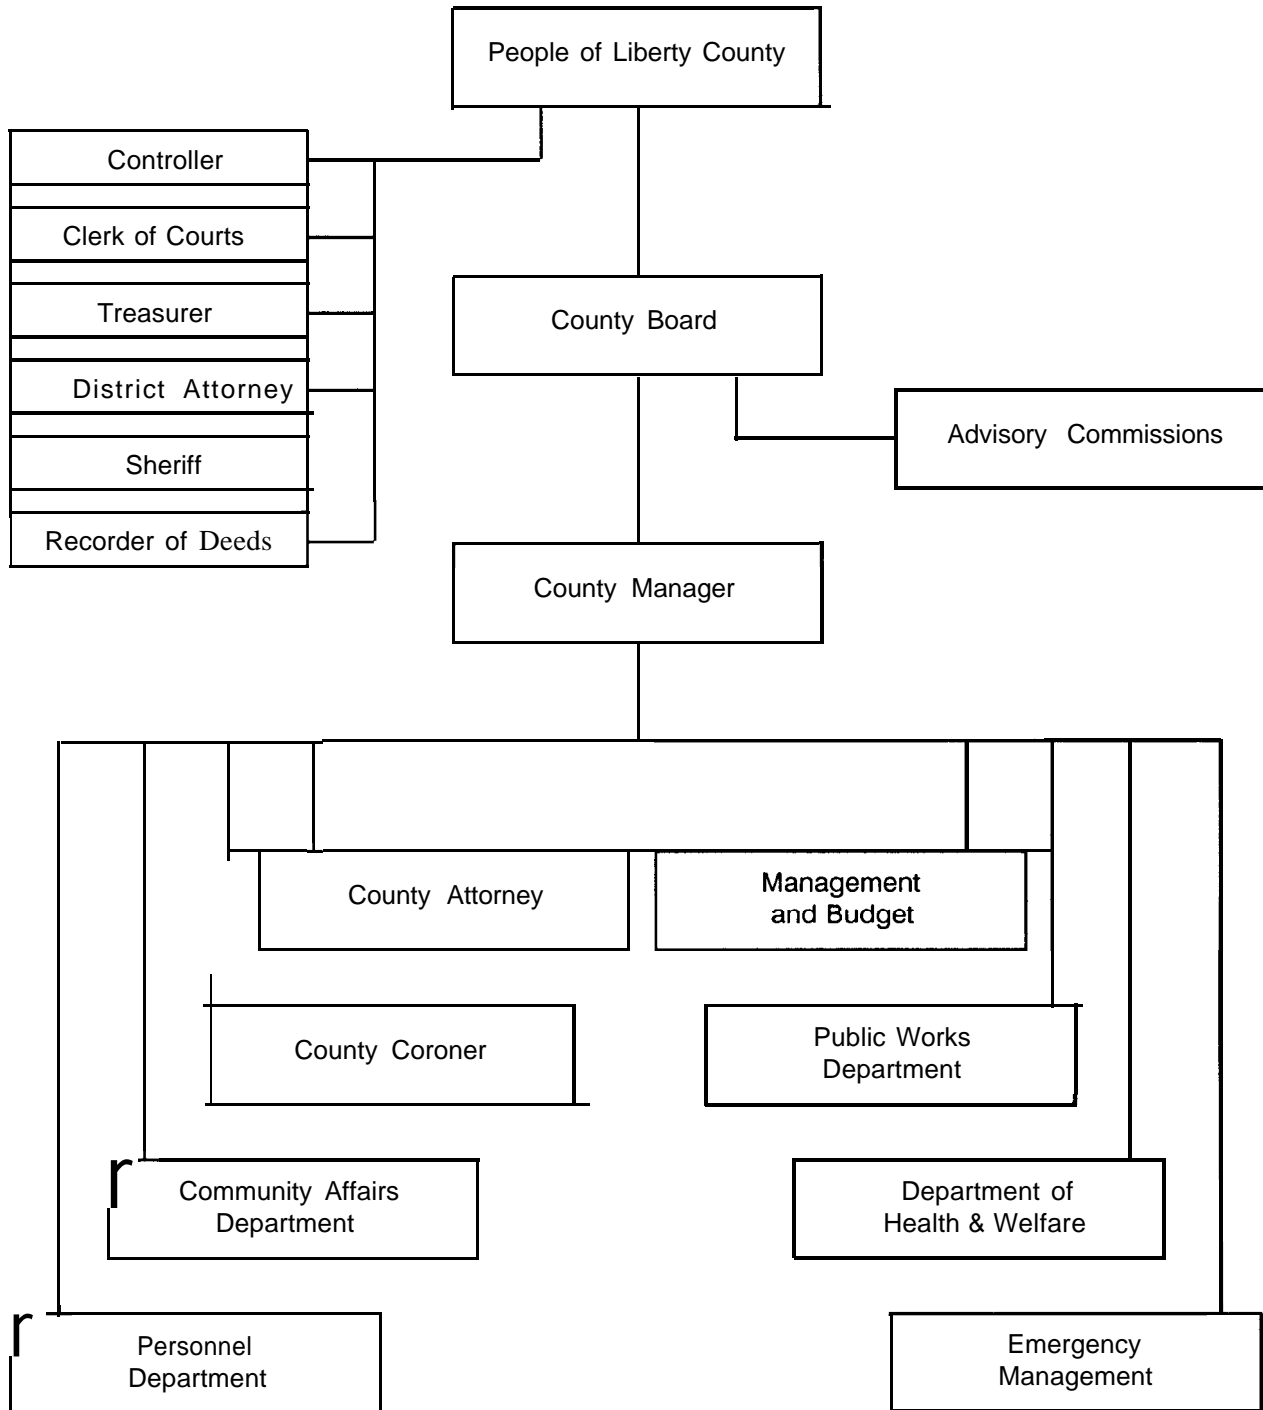 People of Liberty County
Controller
Clerk of Courts
Treasurer
District Attorney
Sheriff
Recorder of Deeds
County Board
Advisory Commissions
County Manager
County Attorney
Management
and Budget
County Coroner
Public Works
Department
Community Affairs
Department
Department of
Health & Welfare
Personnel
Department
Emergency
Management